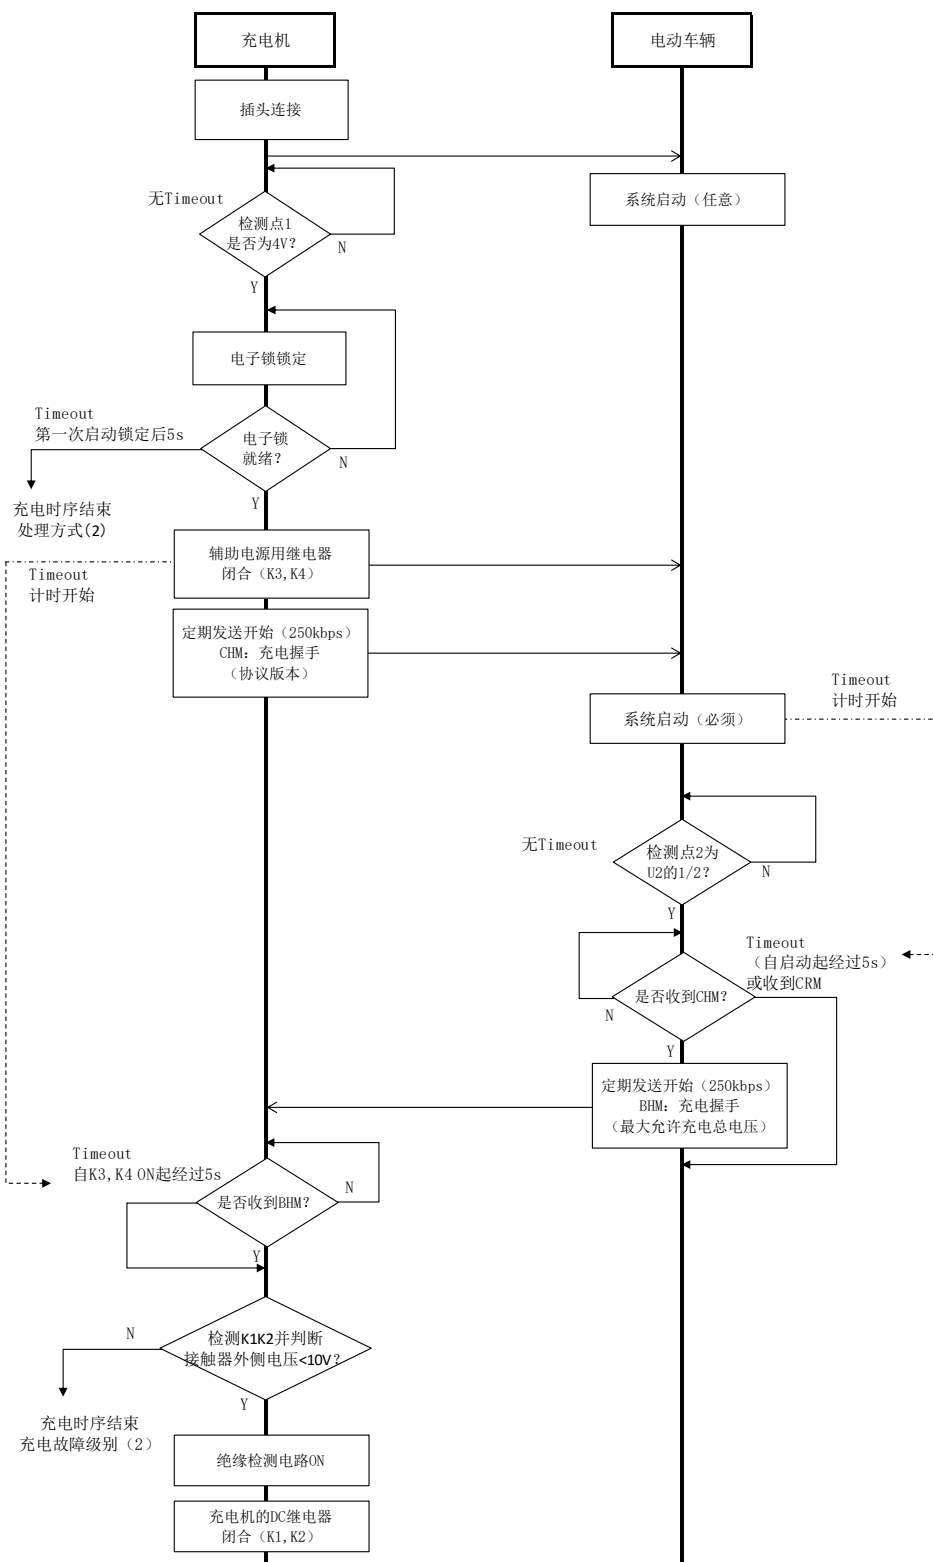 充电机
电动车辆
插头连接
系统启动（任意）
无Timeout
检测点1
是否为4V?
N
Y
电子锁锁定
Timeout
第一次启动锁定后5s
电子锁
就绪?
N
Y
充电时序结束
处理方式(2)
辅助电源用继电器
闭合（K3,K4）
Timeout
计时开始
定期发送开始（250kbps）
CHM: 充电握手
（协议版本）
Timeout
计时开始
系统启动（必须）
无Timeout
检测点2为
U2的1/2?
N
Y
Timeout
（自启动起经过5s）
或收到CRM
是否收到CHM?
N
Y
定期发送开始（250kbps）
BHM: 充电握手
（最大允许充电总电压）
Timeout
自K3,K4 ON起经过5s
是否收到BHM?
N
Y
检测K1K2并判断
接触器外侧电压<10V?
N
Y
充电时序结束
充电故障级别（2）
绝缘检测电路ON
充电机的DC继电器
闭合（K1,K2）